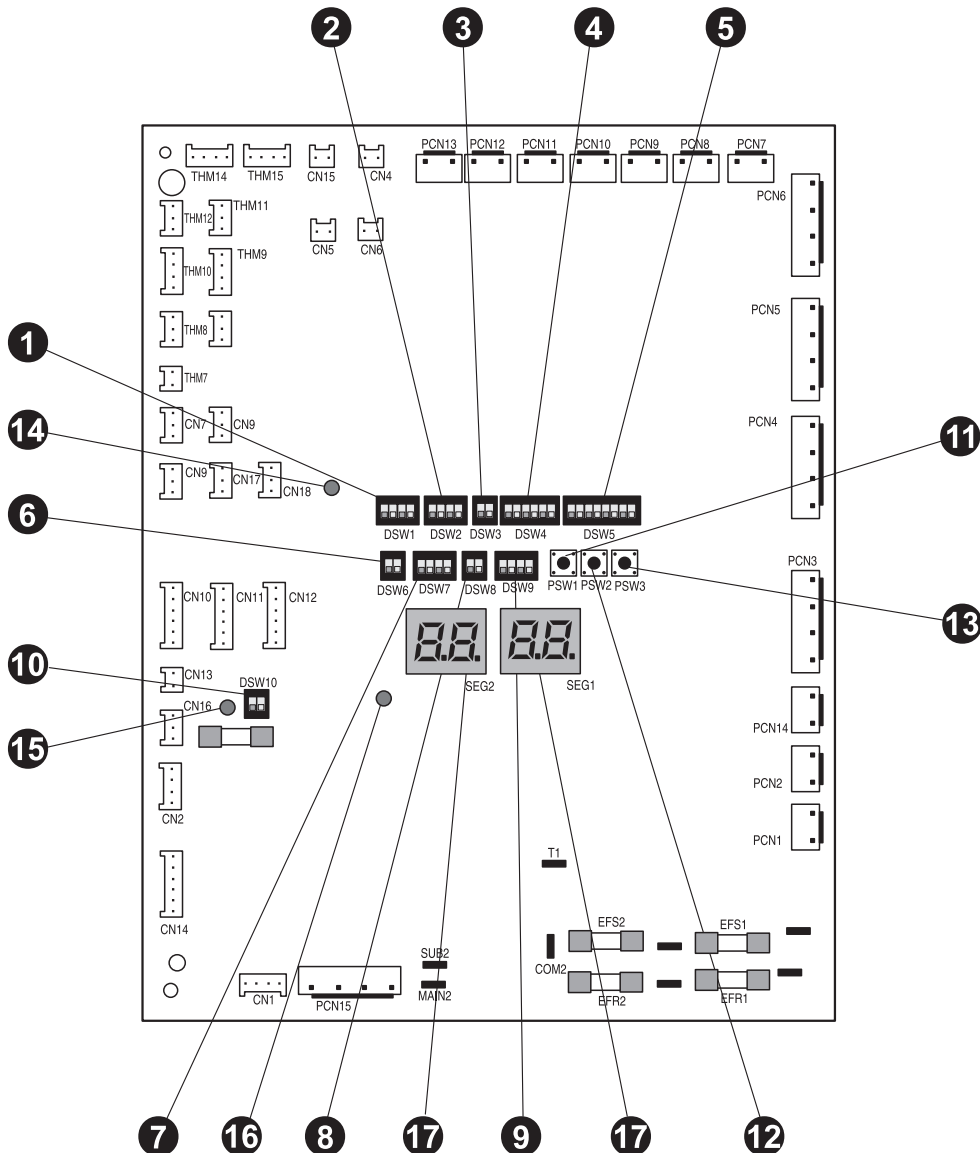 2 3 4 5
PCN13 PCN12 PCN11 PCN10 PCN9 PCN8 PCN7
THM14 THM15 CN15 CN4
PCN6
THM12 THM11
CN5 CN6
THM10 THM9
PCN5
THM8
1
THM7
CN7 CN9
PCN4
14
11
CN9 CN17 CN18
6
DSW1 DSW2 DSW3 DSW4 DSW5
PCN3
DSW6 DSW7 DSW8 DSW9 PSW1 PSW2 PSW3
CN10 CN11 CN12
13
8.8. 8.8.
10
CN13 DSW10
SEG2 SEG1
CN16
15
PCN14
PCN2
CN2
PCN1
T1
EFS2 EFS1
CN14
SUB2
COM2
MAIN2
CN1 PCN15
EFR2 EFR1
7 16 8 17 9 17 12